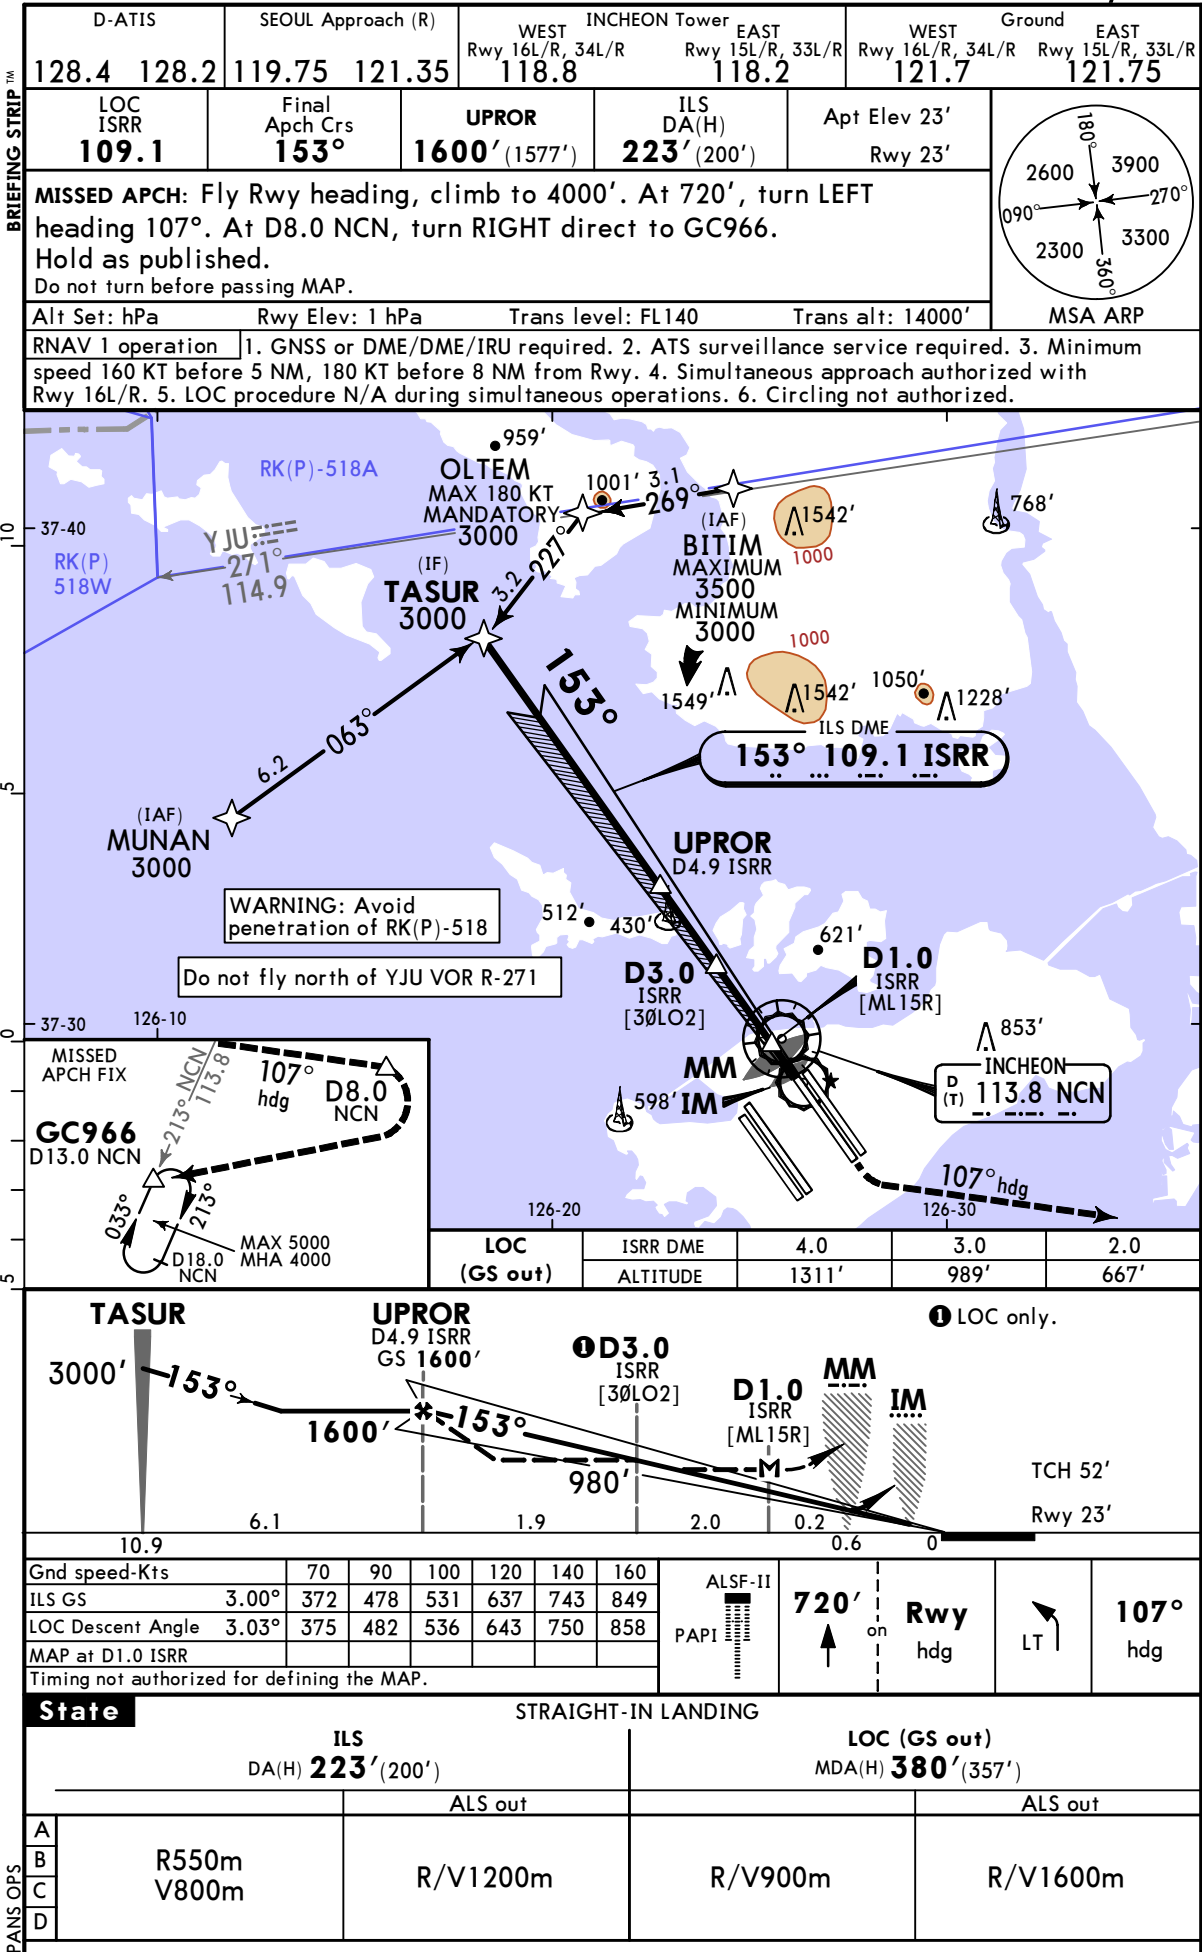 D-ATIS
128.4 128.2
SEOUL Approach (R)
119.75 121.35
INCHEON Tower
WEST EAST
Rwy 16L/R, 34L/R Rwy 15L/R, 33L/R
118.8 118.2
Ground
WEST EAST
Rwy 16L/R, 34L/R Rwy 15L/R, 33L/R
121.7 121.75
BRIEFING STRIP™
LOC
ISRR
109.1
Final
Apch Crs
153°
UPROR
1600′(1577′)
ILS
DA(H)
223′(200′)
Apt Elev 23′
Rwy 23′
MISSED APCH: Fly Rwy heading, climb to 4000′. At 720′, turn LEFT
heading 107°. At D8.0 NCN, turn RIGHT direct to GC966.
Hold as published.
Do not turn before passing MAP.
180°
2600 3900
090° 270°
2300 3300
360°
MSA ARP
Alt Set: hPa Rwy Elev: 1 hPa Trans level: FL140 Trans alt: 14000′
RNAV 1 operation 1. GNSS or DME/DME/IRU required. 2. ATS surveillance service required. 3. Minimum
speed 160 KT before 5 NM, 180 KT before 8 NM from Rwy. 4. Simultaneous approach authorized with
Rwy 16L/R. 5. LOC procedure N/A during simultaneous operations. 6. Circling not authorized.
959′
RK(P)-518A
OLTEM
MAX 180 KT
MANDATORY
3000
1001′ 3.1
269°
(IAF)
BITIM
MAXIMUM
3500
MINIMUM
3000
1542′
1000
768′
10
37-40
RK(P)
518W
YJU
271°
114.9
(IF)
TASUR
3000
3.2 227°
1000
1549′
1542′
1050′
1228′
153°
ILS DME
153° 109.1 ISRR
5
6.2 063°
(IAF)
MUNAN
3000
UPROR
D4.9 ISRR
WARNING: Avoid
penetration of RK(P)-518
512′
430′
621′
Do not fly north of YJU VOR R-271
D3.0
ISRR
[3ØLO2]
D1.0
ISRR
[ML15R]
0
37-30
126-10
853′
MM
IM
598′
INCHEON
D
(T) 113.8 NCN
MISSED
APCH FIX
213° NCN
113.8
107°
hdg
D8.0
NCN
GC966
D13.0 NCN
033°
213°
MAX 5000
MHA 4000
D18.0
NCN
107° hdg
126-20
126-30
5
LOC
(GS out)
ISRR DME 4.0 3.0 2.0
ALTITUDE 1311′ 989′ 667′
TASUR
3000′
153°
1600′
UPROR
D4.9 ISRR
GS 1600′
153°
980′
1 D3.0
ISRR
[3ØLO2]
D1.0
ISRR
[ML15R]
M
MM
IM
1 LOC only.
TCH 52′
Rwy 23′
6.1 1.9 2.0 0.2
10.9 0.6 0
Gnd speed-Kts 70 90 100 120 140 160
ILS GS 3.00° 372 478 531 637 743 849
LOC Descent Angle 3.03° 375 482 536 643 750 858
MAP at D1.0 ISRR
Timing not authorized for defining the MAP.
ALSF-II
PAPI
720′
on
Rwy
hdg
LT
107°
hdg
State
STRAIGHT-IN LANDING
ILS
DA(H) 223′(200′)
LOC (GS out)
MDA(H) 380′(357′)
ALS out
ALS out
A
B
C
D
R550m
V800m
R/V1200m
R/V900m
R/V1600m
PANS OPS